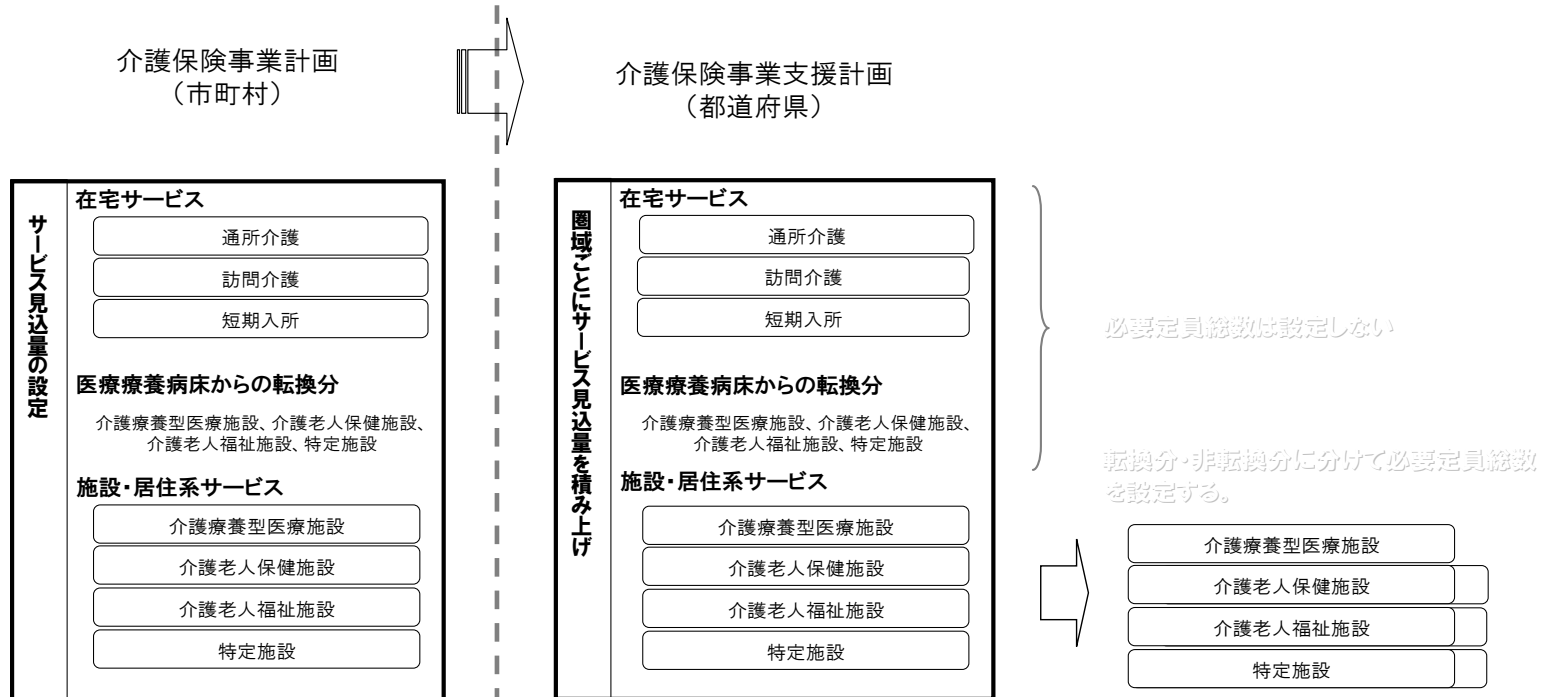 介護保険事業計画
（市町村）
介護保険事業支援計画
（都道府県）
サービス見込量の設定
在宅サービス
通所介護
訪問介護
短期入所
医療療養病床からの転換分
介護療養型医療施設、介護老人保健施設、
介護老人福祉施設、特定施設
施設・居住系サービス
介護療養型医療施設
介護老人保健施設
介護老人福祉施設
特定施設
圏域ごとにサービス見込量を積み上げ
在宅サービス
通所介護
訪問介護
短期入所
医療療養病床からの転換分
介護療養型医療施設、介護老人保健施設、
介護老人福祉施設、特定施設
施設・居住系サービス
介護療養型医療施設
介護老人保健施設
介護老人福祉施設
特定施設
必要定員総数は設定しない
転換分・非転換分に分けて必要定員総数
を設定する。
介護療養型医療施設
介護老人保健施設
介護老人福祉施設
特定施設